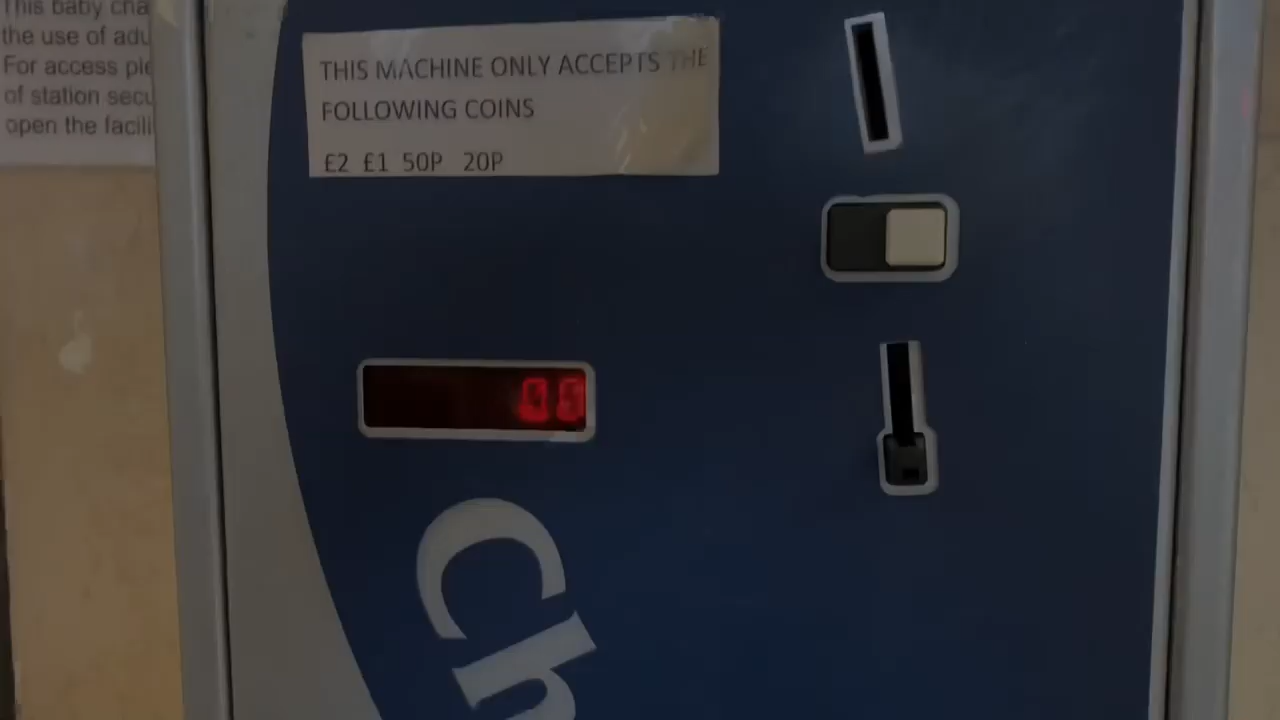 This baby cha
the use of adu
For access ple
of station secu
open the facili
THIS MACHINE ONLY ACCEPTS THE
FOLLOWING COINS
£2 £1 50P 20P
Ch